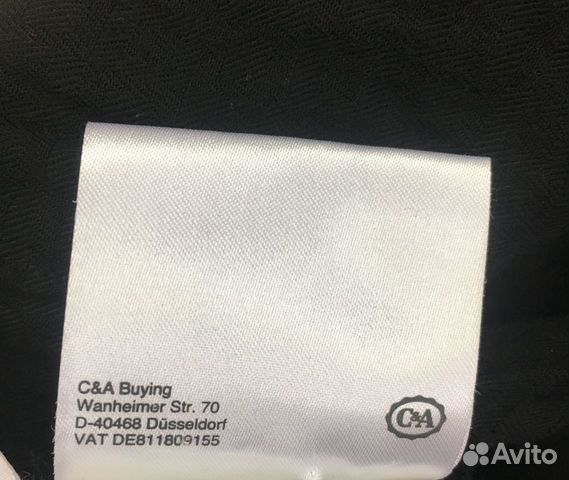 C&A Buying
Wanheimer Str. 70
D-40468 Düsseldorf
VAT DE811809155
C&A
Avito